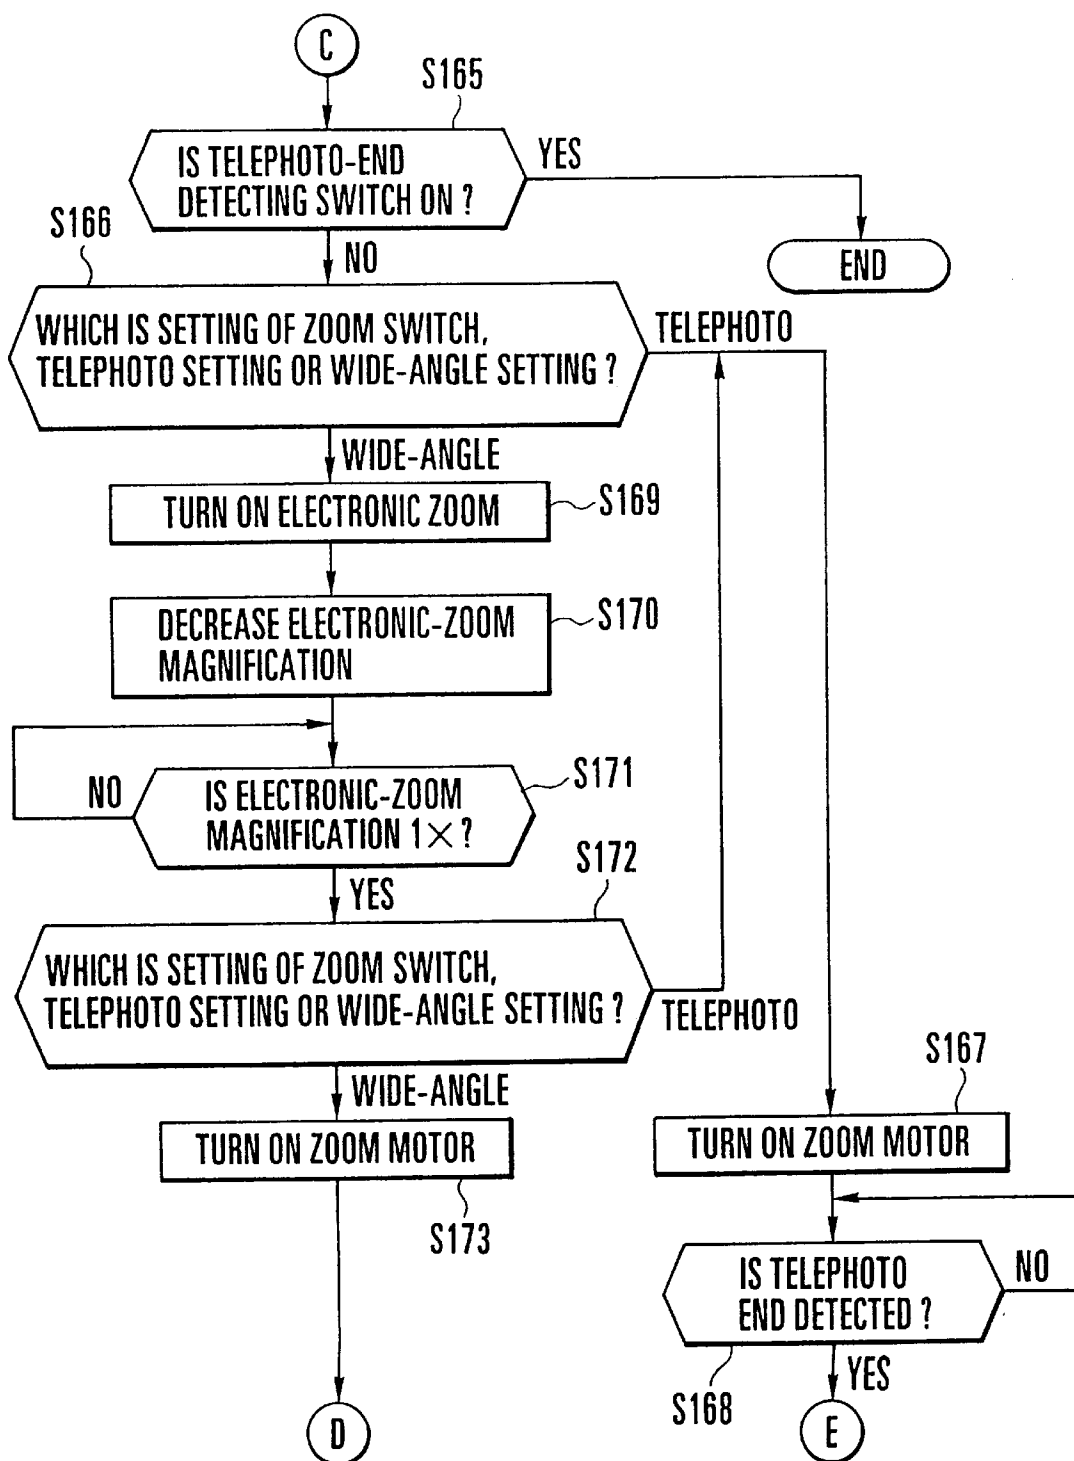 C
S165
IS TELEPHOTO-END
DETECTING SWITCH ON ?
YES
S166
NO
END
WHICH IS SETTING OF ZOOM SWITCH,
TELEPHOTO SETTING OR WIDE-ANGLE SETTING ?
TELEPHOTO
WIDE-ANGLE
TURN ON ELECTRONIC ZOOM
S169
DECREASE ELECTRONIC-ZOOM
MAGNIFICATION
S170
NO
IS ELECTRONIC-ZOOM
MAGNIFICATION 1× ?
S171
YES
S172
WHICH IS SETTING OF ZOOM SWITCH,
TELEPHOTO SETTING OR WIDE-ANGLE SETTING ?
TELEPHOTO
WIDE-ANGLE
S167
TURN ON ZOOM MOTOR
TURN ON ZOOM MOTOR
S173
IS TELEPHOTO
END DETECTED ?
NO
YES
S168
D
E